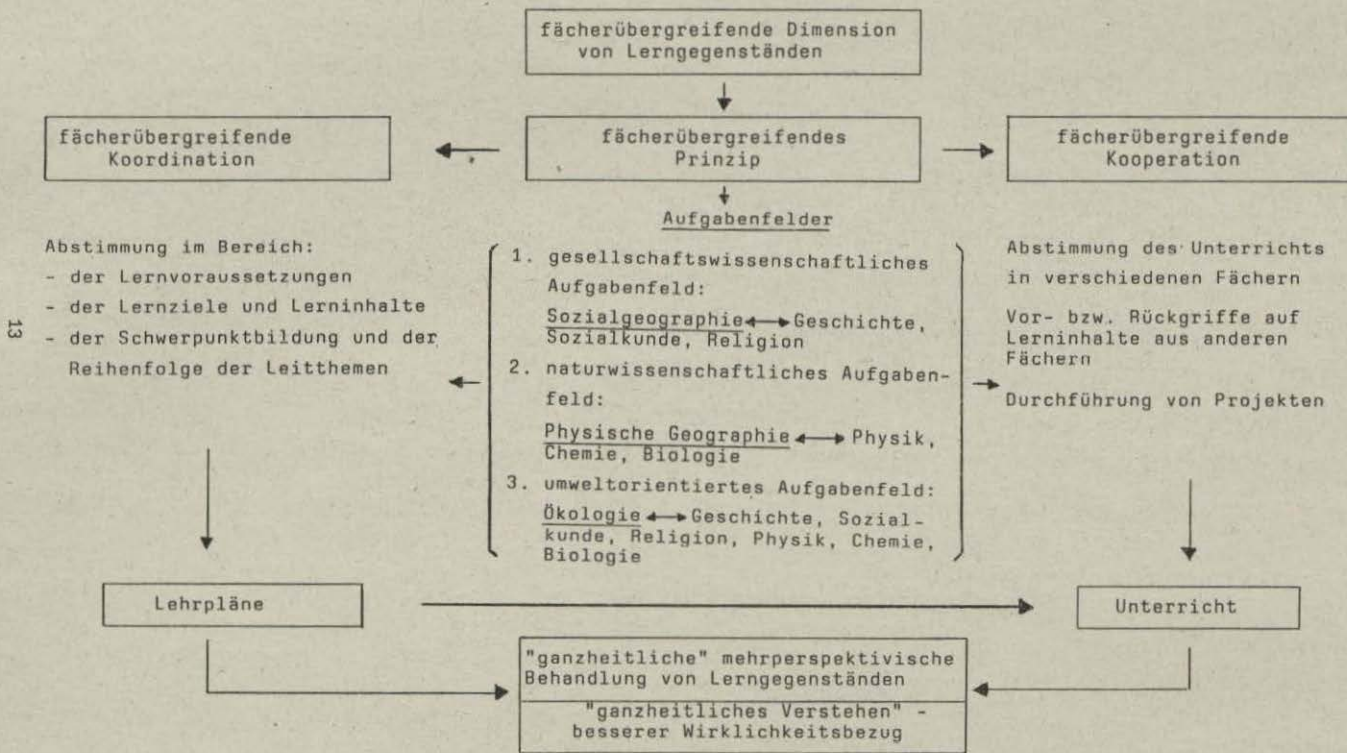 fächerübergreifende Dimension
von Lerngegenständen
fächerübergreifende
Koordination
fächerübergreifendes
Prinzip
fächerübergreifende
Kooperation
Abstimmung im Bereich:
- der Lernvoraussetzungen
- der Lernziele und Lerninhalte
- der Schwerpunktbildung und der
Reihenfolge der Leitthemen
Aufgabenfelder
1. gesellschaftswissenschaftliches
Aufgabenfeld:
Sozialgeographie ◄─► Geschichte,
Sozialkunde, Religion
2. naturwissenschaftliches Aufgaben-
feld:
Physische Geographie ◄─► Physik,
Chemie, Biologie
3. umweltorientiertes Aufgabenfeld:
Ökologie ◄─► Geschichte, Sozial-
kunde, Religion, Physik, Chemie,
Biologie
Abstimmung des Unterrichts
in verschiedenen Fächern
Vor- bzw. Rückgriffe auf
Lerninhalte aus anderen
Fächern
Durchführung von Projekten
Lehrpläne
Unterricht
"ganzheitliche" mehrperspektivische
Behandlung von Lerngegenständen
"ganzheitliches Verstehen" -
besserer Wirklichkeitsbezug
13